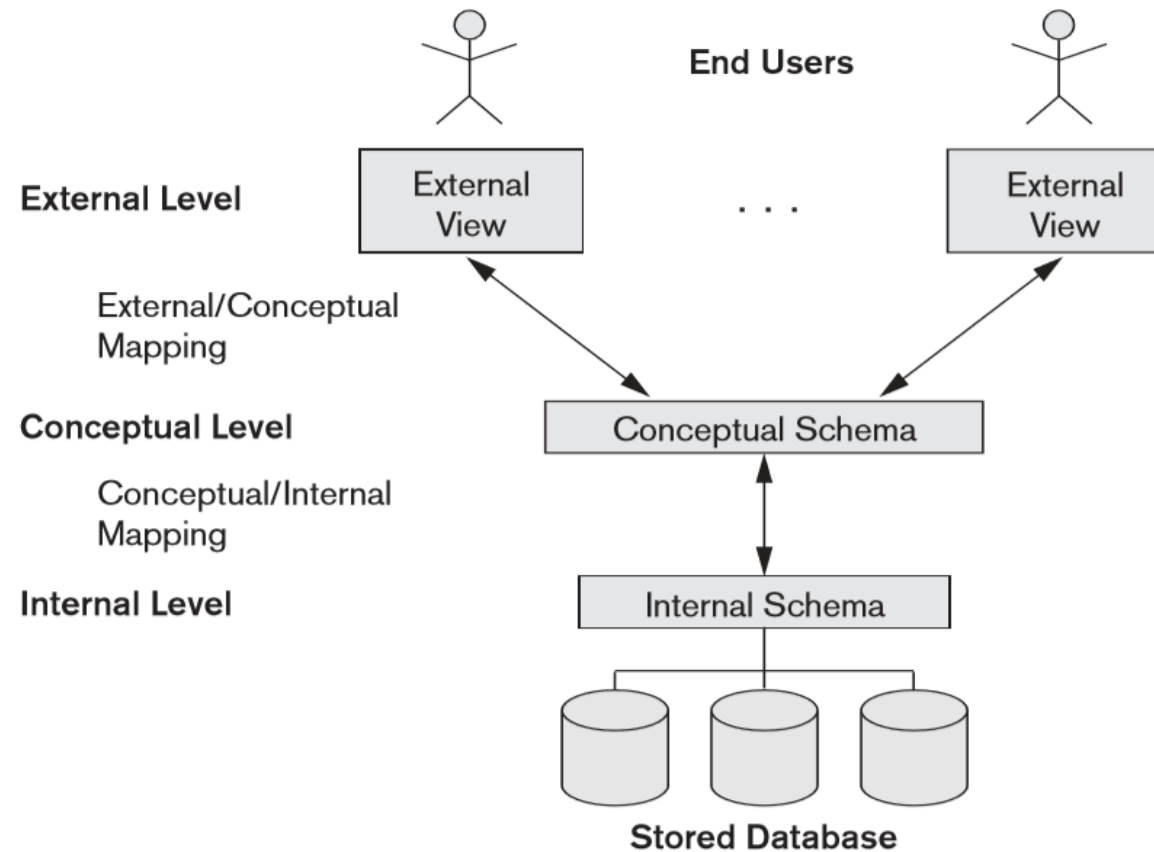 End Users
External Level
External
View
. . .
External
View
External/Conceptual
Mapping
Conceptual Level
Conceptual Schema
Conceptual/Internal
Mapping
Internal Level
Internal Schema
Stored Database